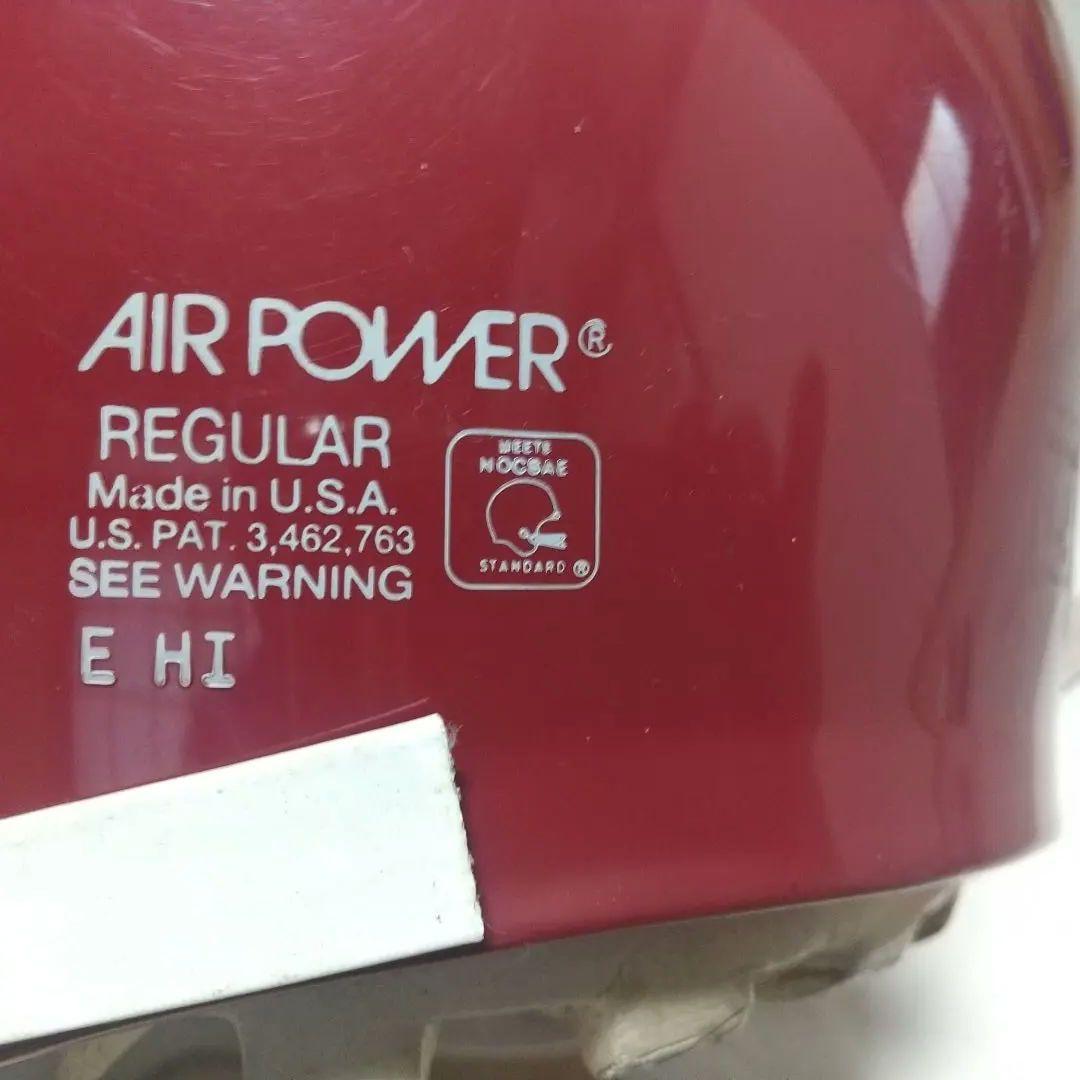 AIR POWER®
REGULAR
Made in U.S.A.
U.S. PAT. 3,462,763
SEE WARNING
E HI
MEETS
NOCSAE
STANDARD ®